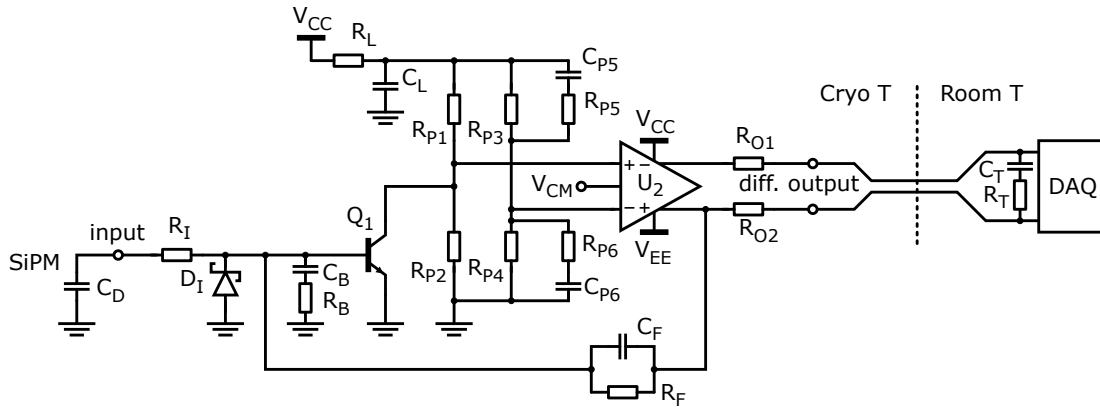 V_CC
R_L
C_L
C_P5
R_P5
R_P1
R_P3
Cryo T
Room T
V_CC
R_O1
+ −
V_CM
U_2
diff. output
− +
C_T
R_T
DAQ
Q_1
input
R_I
SiPM
C_D
D_I
C_B
R_B
R_P2
R_P4
R_P6
C_P6
V_EE
R_O2
C_F
R_F